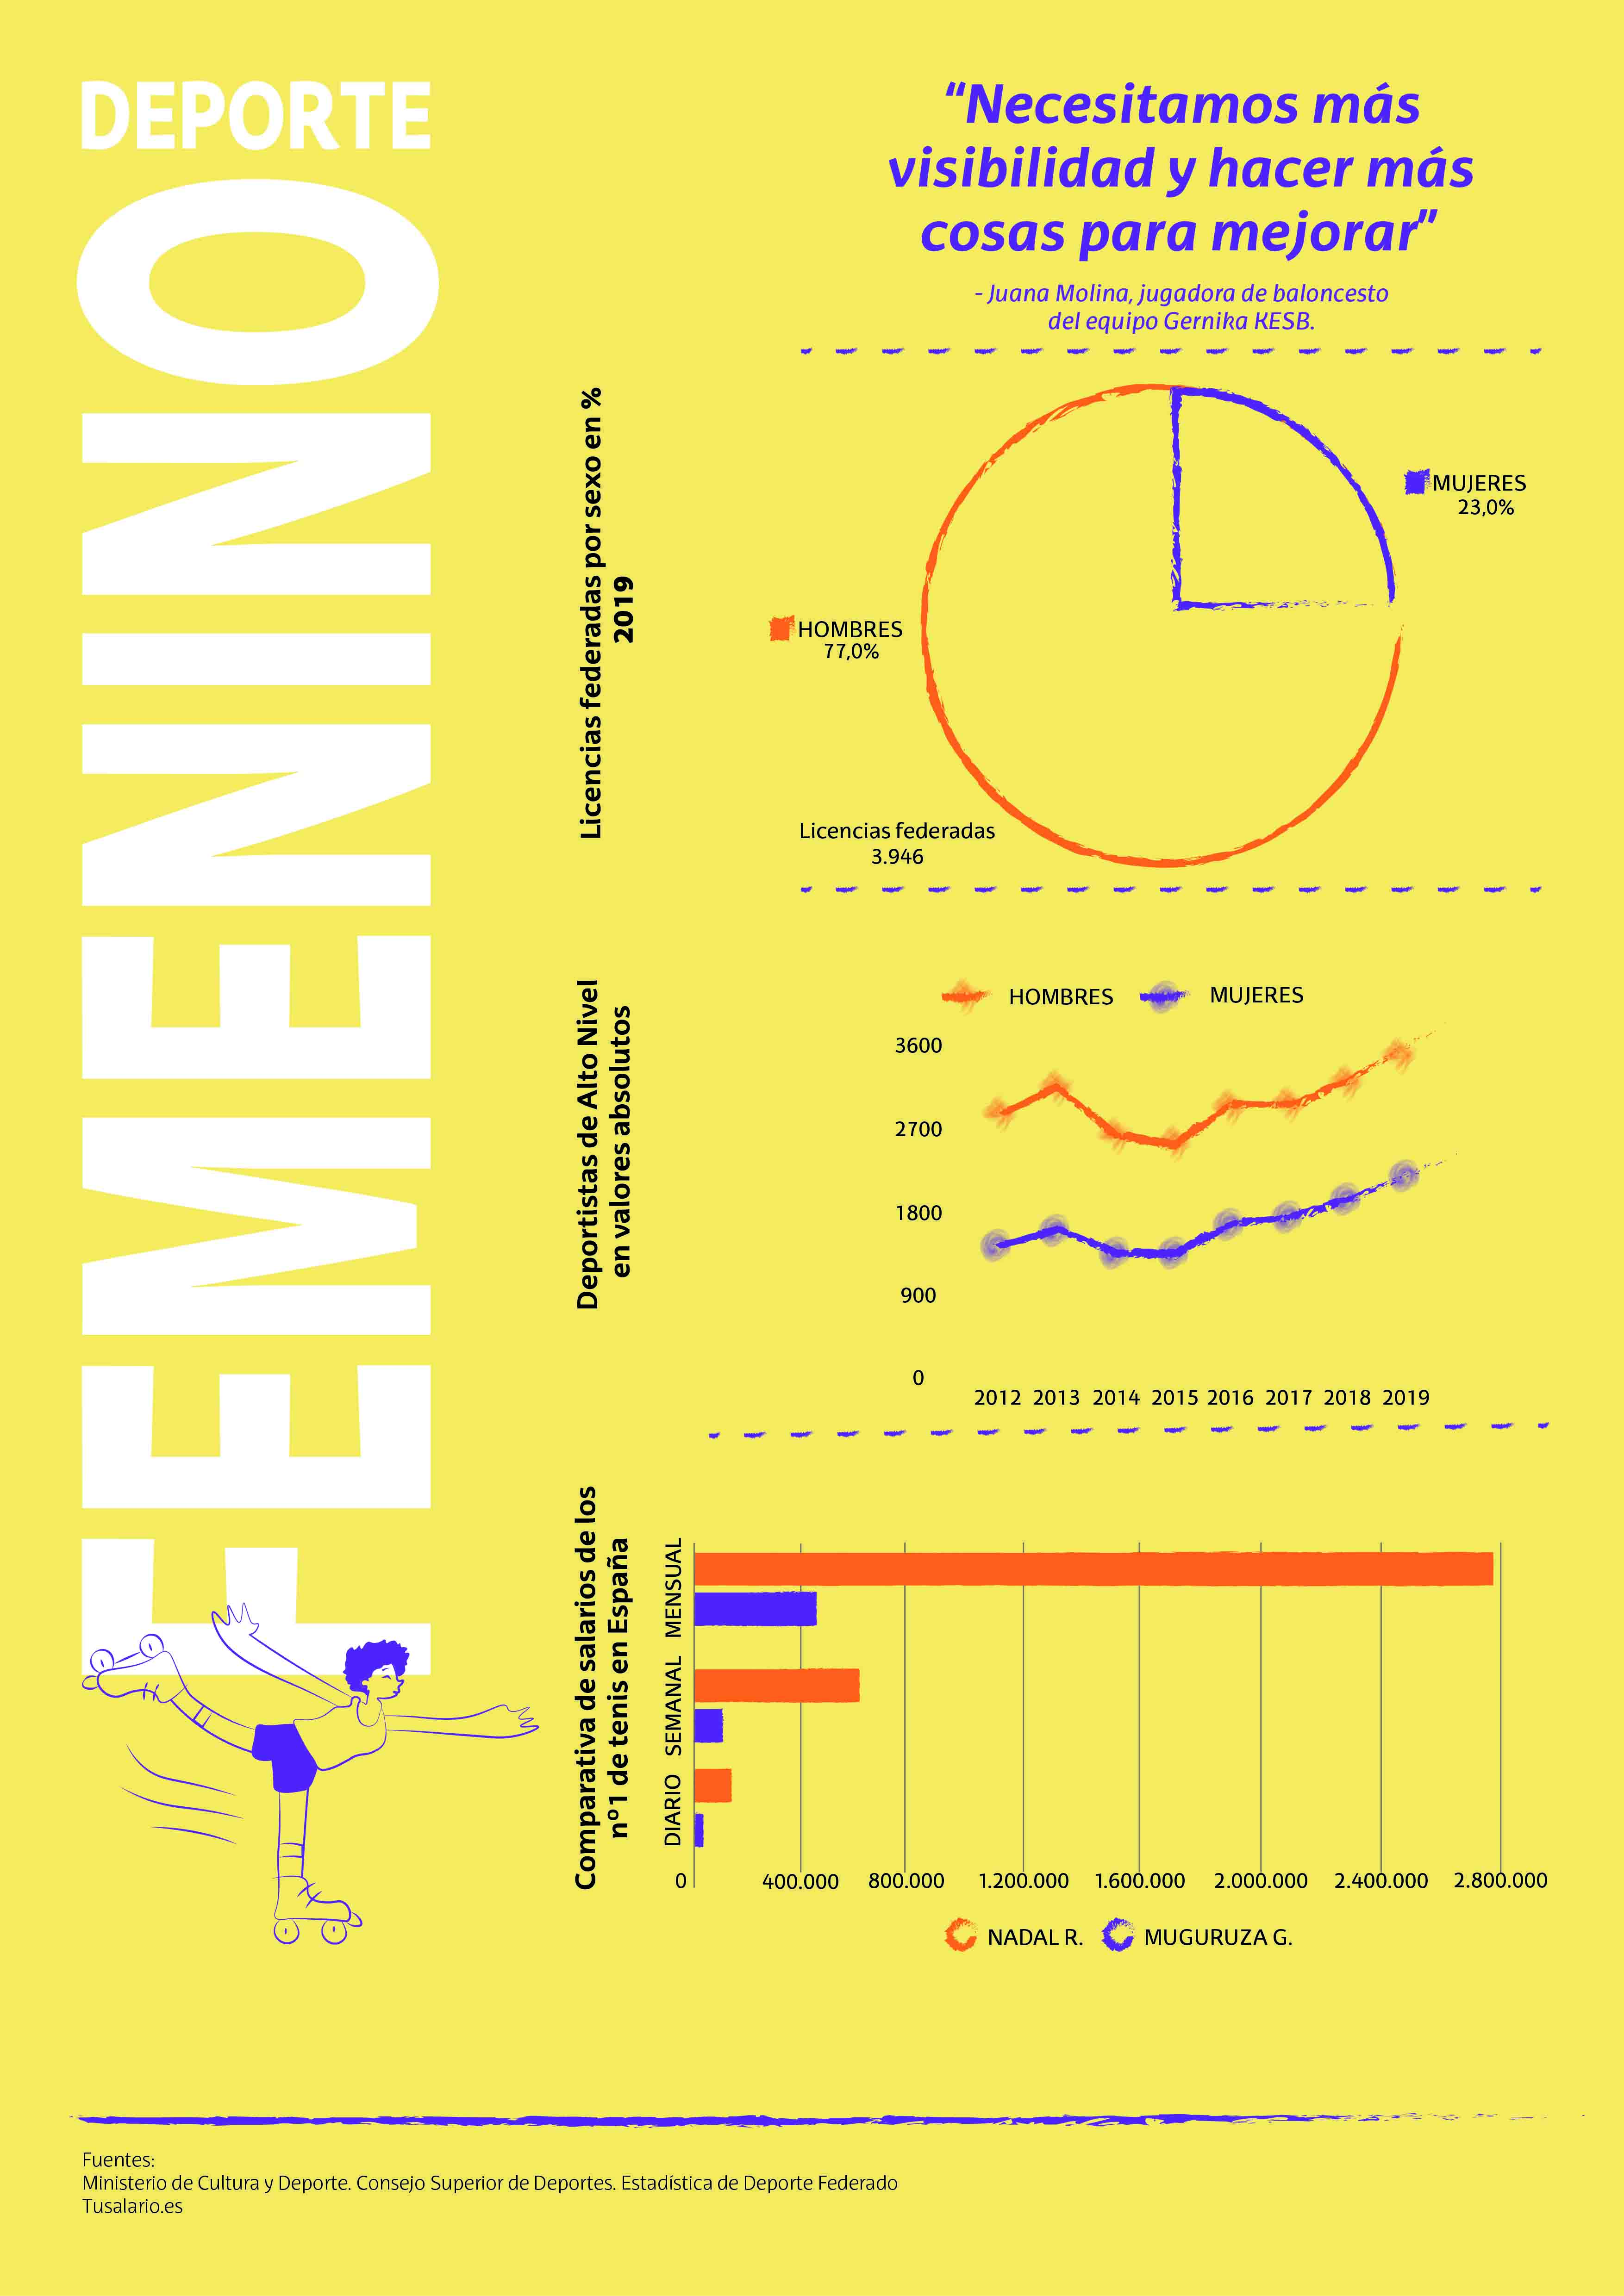 DEPORTE
FEMENINO
“Necesitamos más
visibilidad y hacer más
cosas para mejorar”
- Juana Molina, jugadora de baloncesto
del equipo Gernika KESB.
Licencias federadas por sexo en %
2019
MUJERES
23,0%
HOMBRES
77,0%
Licencias federadas
3.946
Deportistas de Alto Nivel
en valores absolutos
HOMBRES
MUJERES
3600
2700
1800
900
0
2012 2013 2014 2015 2016 2017 2018 2019
Comparativa de salarios de los
nº1 de tenis en España
MENSUAL
SEMANAL
DIARIO
0 400.000 800.000 1.200.000 1.600.000 2.000.000 2.400.000 2.800.000
NADAL R.
MUGURUZA G.
Fuentes:
Ministerio de Cultura y Deporte. Consejo Superior de Deportes. Estadística de Deporte Federado
Tusalario.es